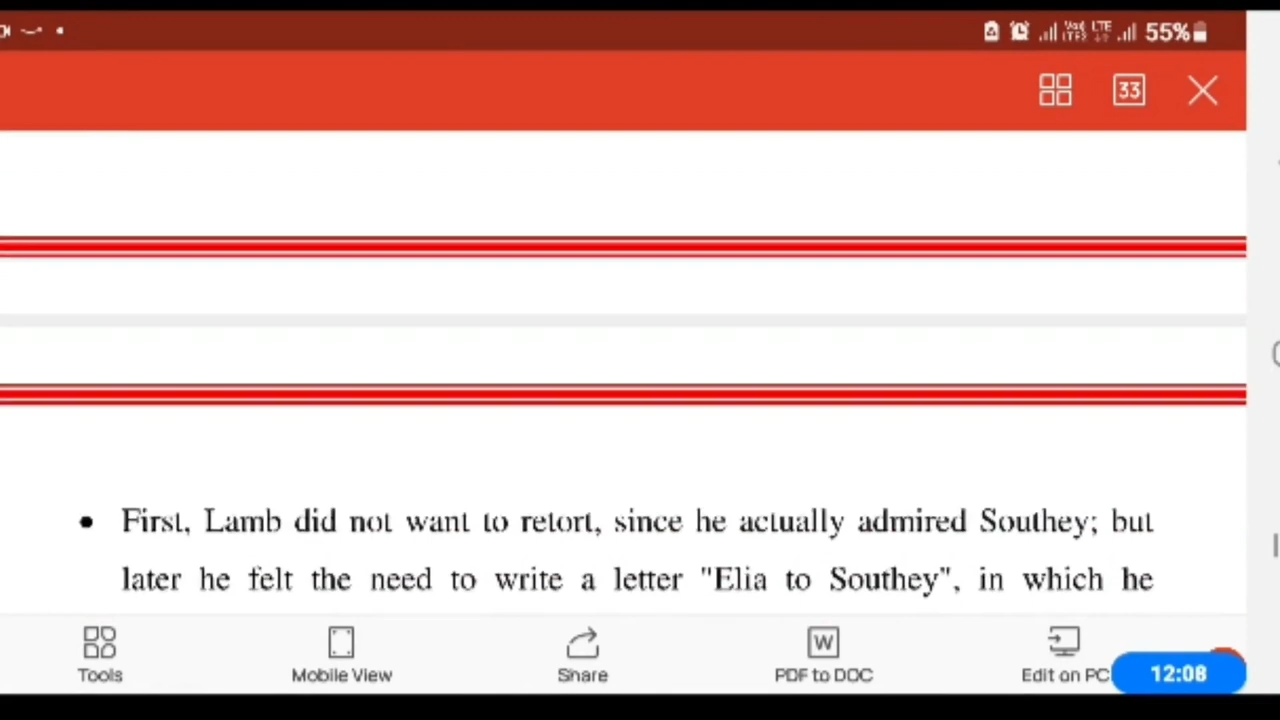 55%
33
First, Lamb did not want to retort, since he actually admired Southey; but
later he felt the need to write a letter "Elia to Southey", in which he
Tools
Mobile View
Share
W
PDF to DOC
Edit on PC
12:08